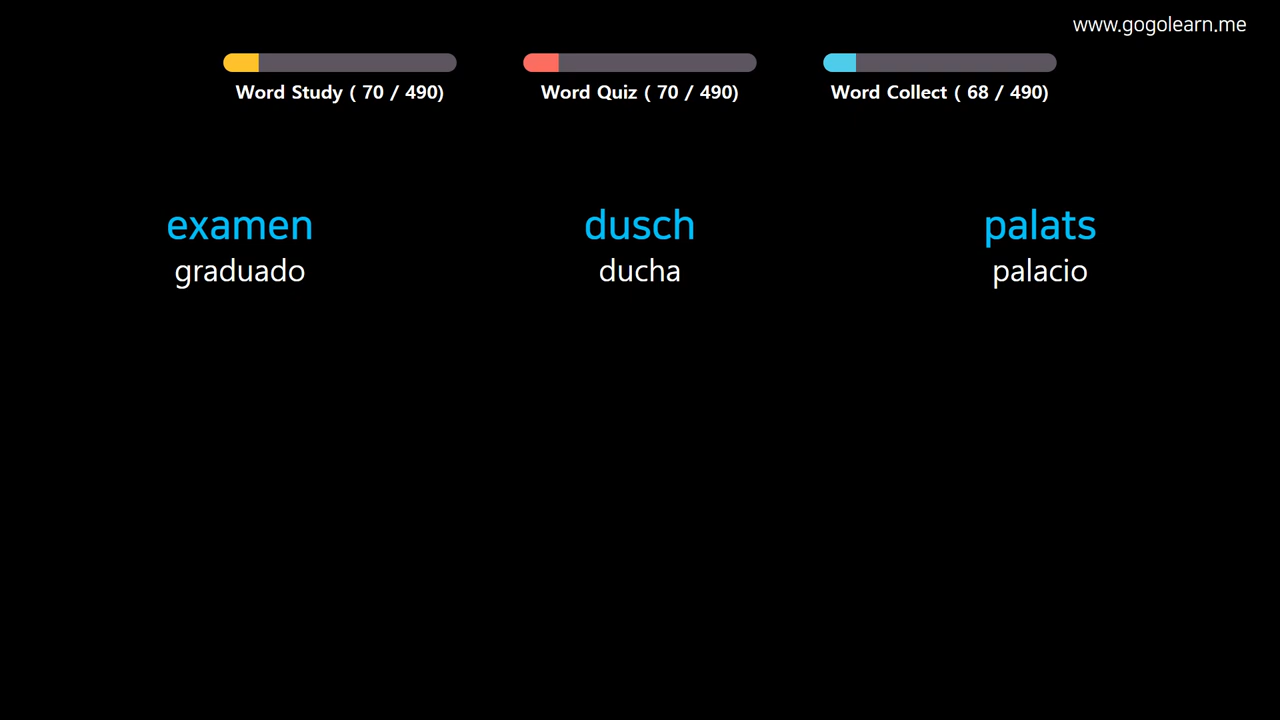 www.gogolearn.me
Word Study ( 70 / 490)
Word Quiz ( 70 / 490)
Word Collect ( 68 / 490)
examen
graduado
dusch
ducha
palats
palacio